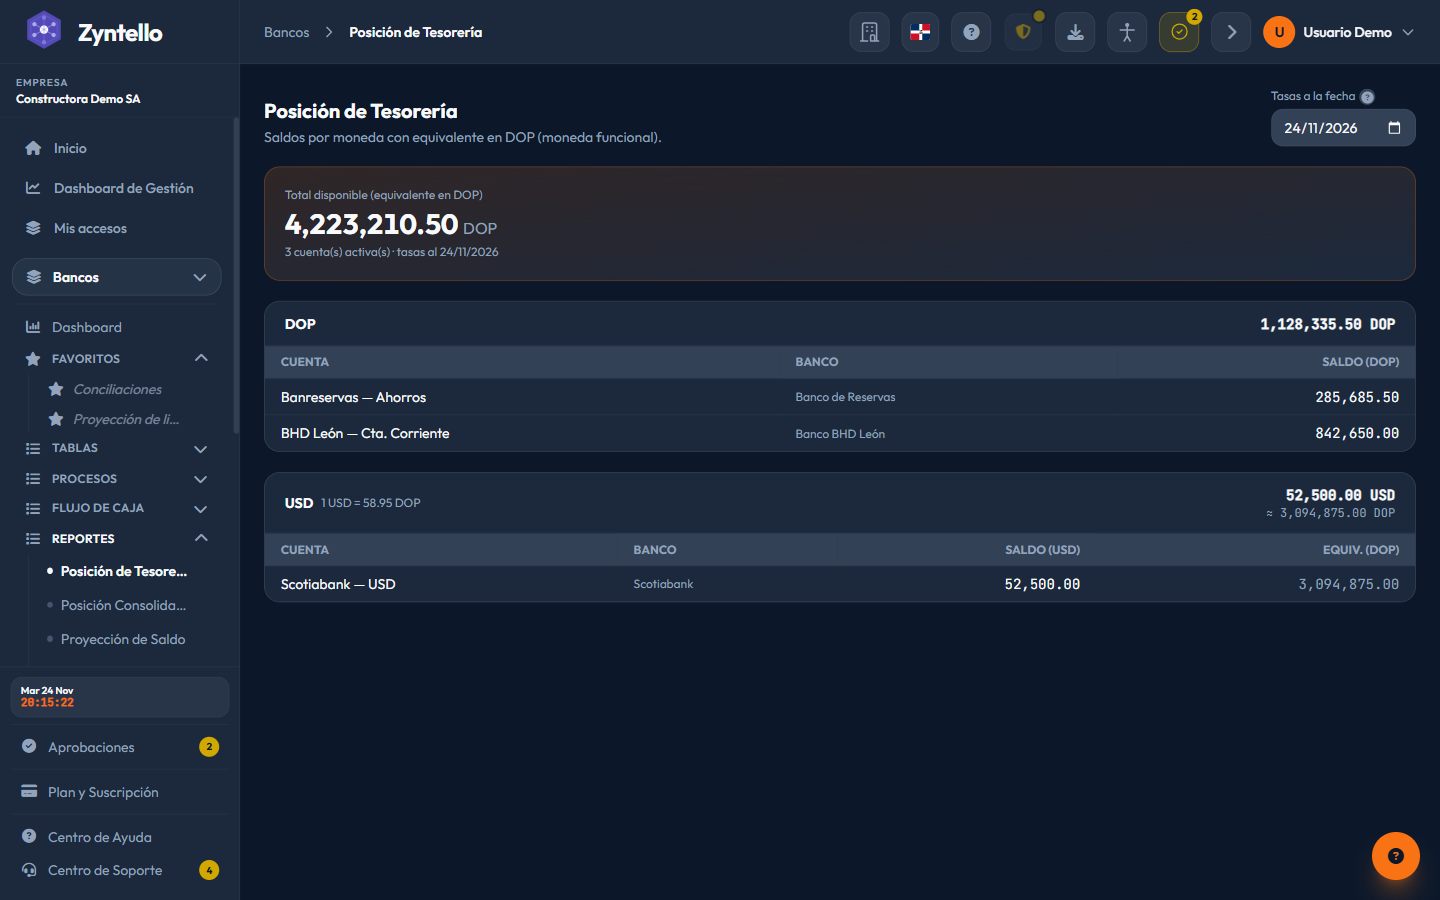 Zyntello
Bancos > Posición de Tesorería
2
U Usuario Demo
EMPRESA
Constructora Demo SA
Inicio
Dashboard de Gestión
Mis accesos
Bancos
Dashboard
FAVORITOS
Conciliaciones
Proyección de li...
TABLAS
PROCESOS
FLUJO DE CAJA
REPORTES
Posición de Tesore...
Posición Consolida...
Proyección de Saldo
Mar 24 Nov
20:15:22
Aprobaciones 2
Plan y Suscripción
Centro de Ayuda
Centro de Soporte 4
Posición de Tesorería
Saldos por moneda con equivalente en DOP (moneda funcional).
Tasas a la fecha ?
24/11/2026
Total disponible (equivalente en DOP)
4,223,210.50 DOP
3 cuenta(s) activa(s) · tasas al 24/11/2026
DOP 1,128,335.50 DOP
CUENTA BANCO SALDO (DOP)
Banreservas — Ahorros Banco de Reservas 285,685.50
BHD León — Cta. Corriente Banco BHD León 842,650.00
USD 1 USD = 58.95 DOP 52,500.00 USD
≈ 3,094,875.00 DOP
CUENTA BANCO SALDO (USD) EQUIV. (DOP)
Scotiabank — USD Scotiabank 52,500.00 3,094,875.00